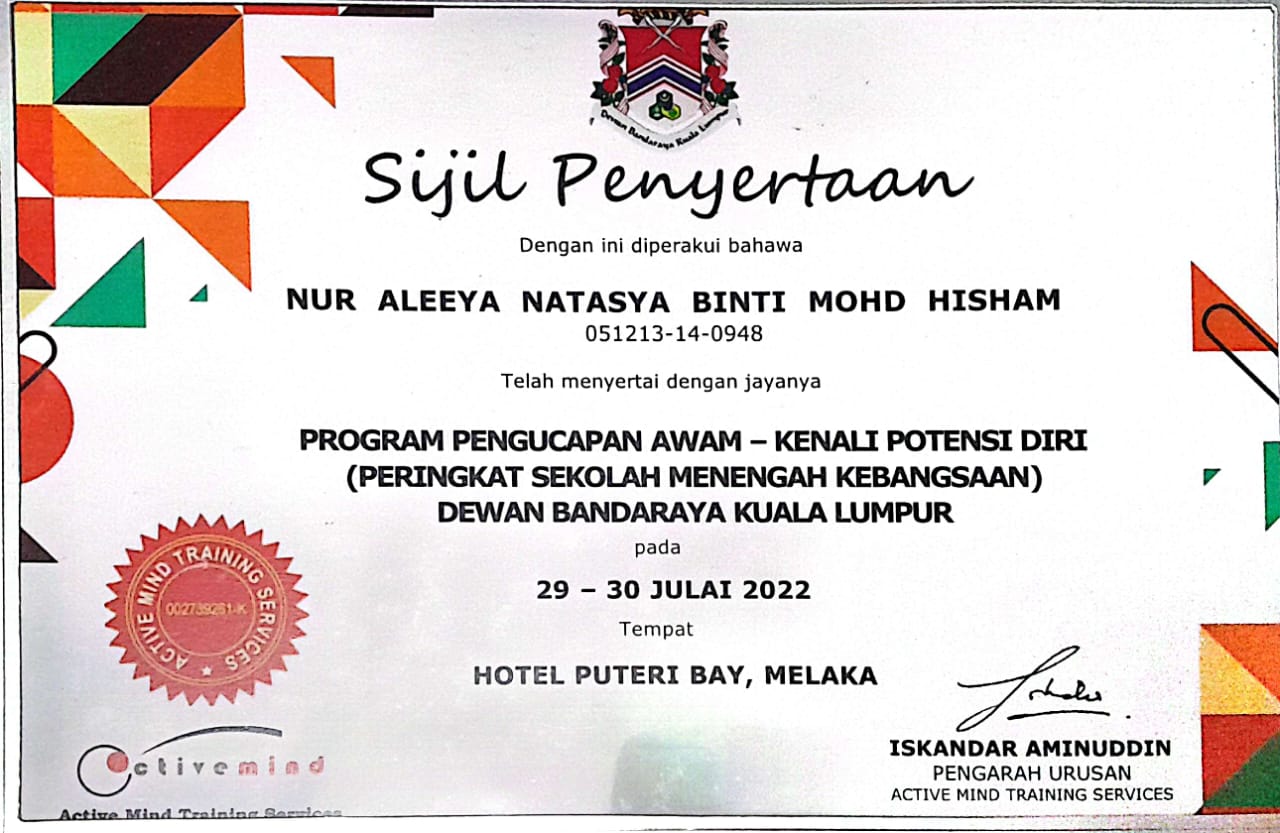 Dewan Bandaraya Kuala Lumpur
Sijil Penyertaan
Dengan ini diperakui bahawa
NUR ALEEYA NATASYA BINTI MOHD HISHAM
051213-14-0948
Telah menyertai dengan jayanya
PROGRAM PENGUCAPAN AWAM – KENALI POTENSI DIRI
(PERINGKAT SEKOLAH MENENGAH KEBANGSAAN)
DEWAN BANDARAYA KUALA LUMPUR
pada
29 – 30 JULAI 2022
Tempat
HOTEL PUTERI BAY, MELAKA
ACTIVE MIND TRAINING SERVICES
002739261-K
activemind
Active Mind Training Services
ISKANDAR AMINUDDIN
PENGARAH URUSAN
ACTIVE MIND TRAINING SERVICES